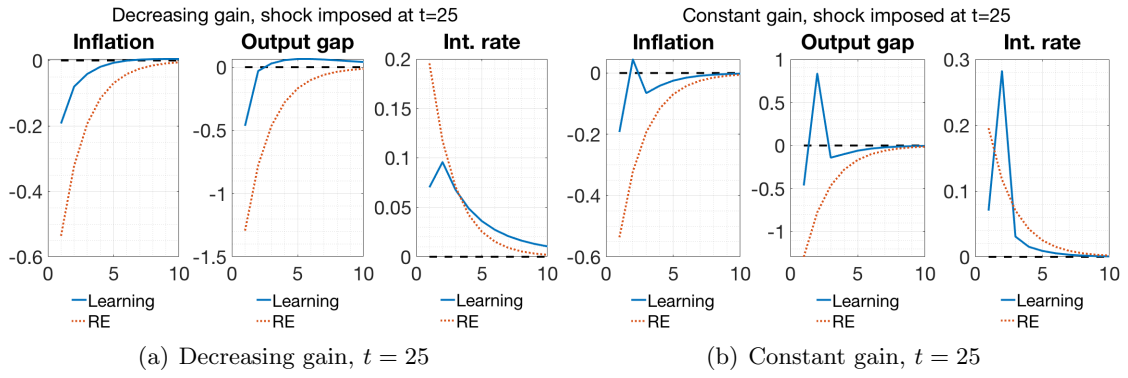 Decreasing gain, shock imposed at t=25
Inflation
Output gap
Int. rate
0
-0.2
-0.4
-0.6
0
5
10
0
-0.5
-1
-1.5
0
5
10
0.2
0.15
0.1
0.05
0
0
5
10
Learning
RE
Learning
RE
Learning
RE
(a) Decreasing gain, t = 25
Constant gain, shock imposed at t=25
Inflation
Output gap
Int. rate
0
-0.2
-0.4
-0.6
0
5
10
1
0.5
0
-0.5
-1
0
5
10
0.3
0.2
0.1
0
0
5
10
Learning
RE
Learning
RE
Learning
RE
(b) Constant gain, t = 25